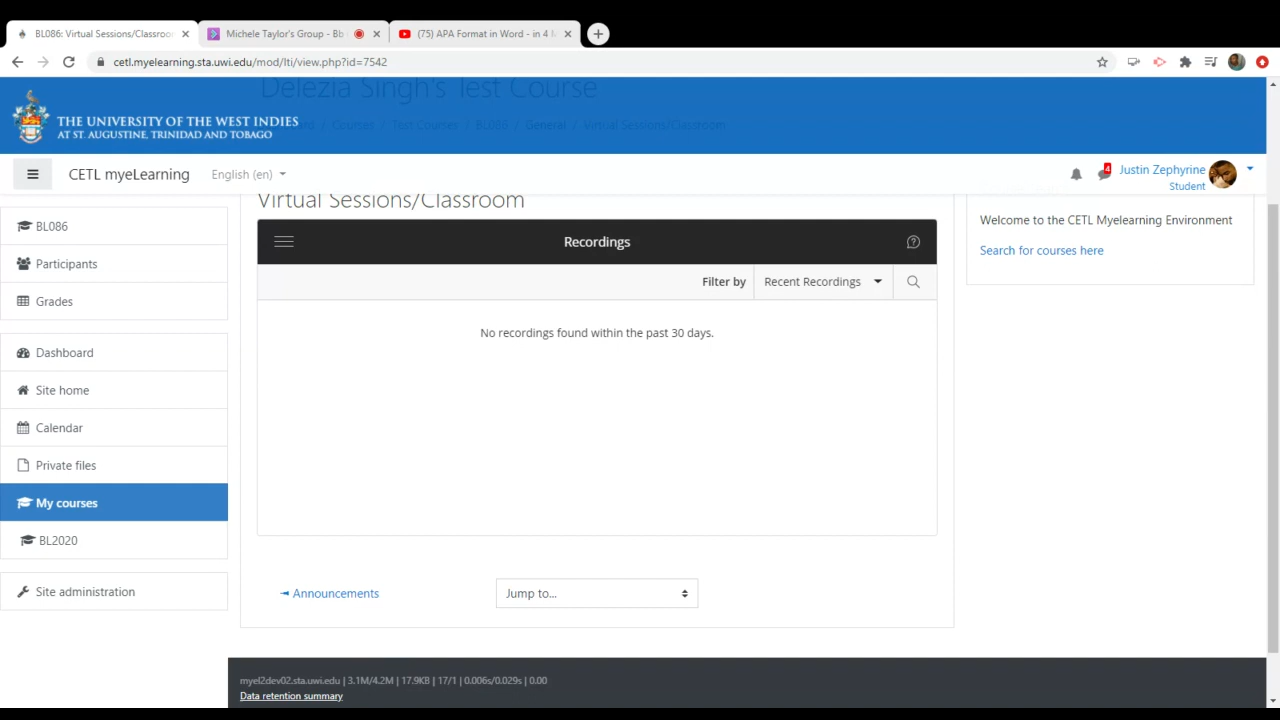 BL086: Virtual Sessions/Classroo
Michele Taylor's Group - Bb
(75) APA Format in Word - in 4
cetl.myelearning.sta.uwi.edu/mod/lti/view.php?id=7542
Delezia Singh's Test Course
THE UNIVERSITY OF THE WEST INDIES
AT ST. AUGUSTINE, TRINIDAD AND TOBAGO
/ Courses / Test Courses / BL086 / General / Virtual Sessions/Classroom
CETL myeLearning
English (en)
4
Justin Zephyrine
Student
BL086
Participants
Grades
Dashboard
Site home
Calendar
Private files
My courses
BL2020
Site administration
Virtual Sessions/Classroom
Recordings
Filter by
Recent Recordings
No recordings found within the past 30 days.
Announcements
Jump to...
Welcome to the CETL Myelearning Environment
Search for courses here
myel2dev02.sta.uwi.edu | 3.1M/4.2M | 17.9KB | 17/1 | 0.006s/0.029s | 0.00
Data retention summary